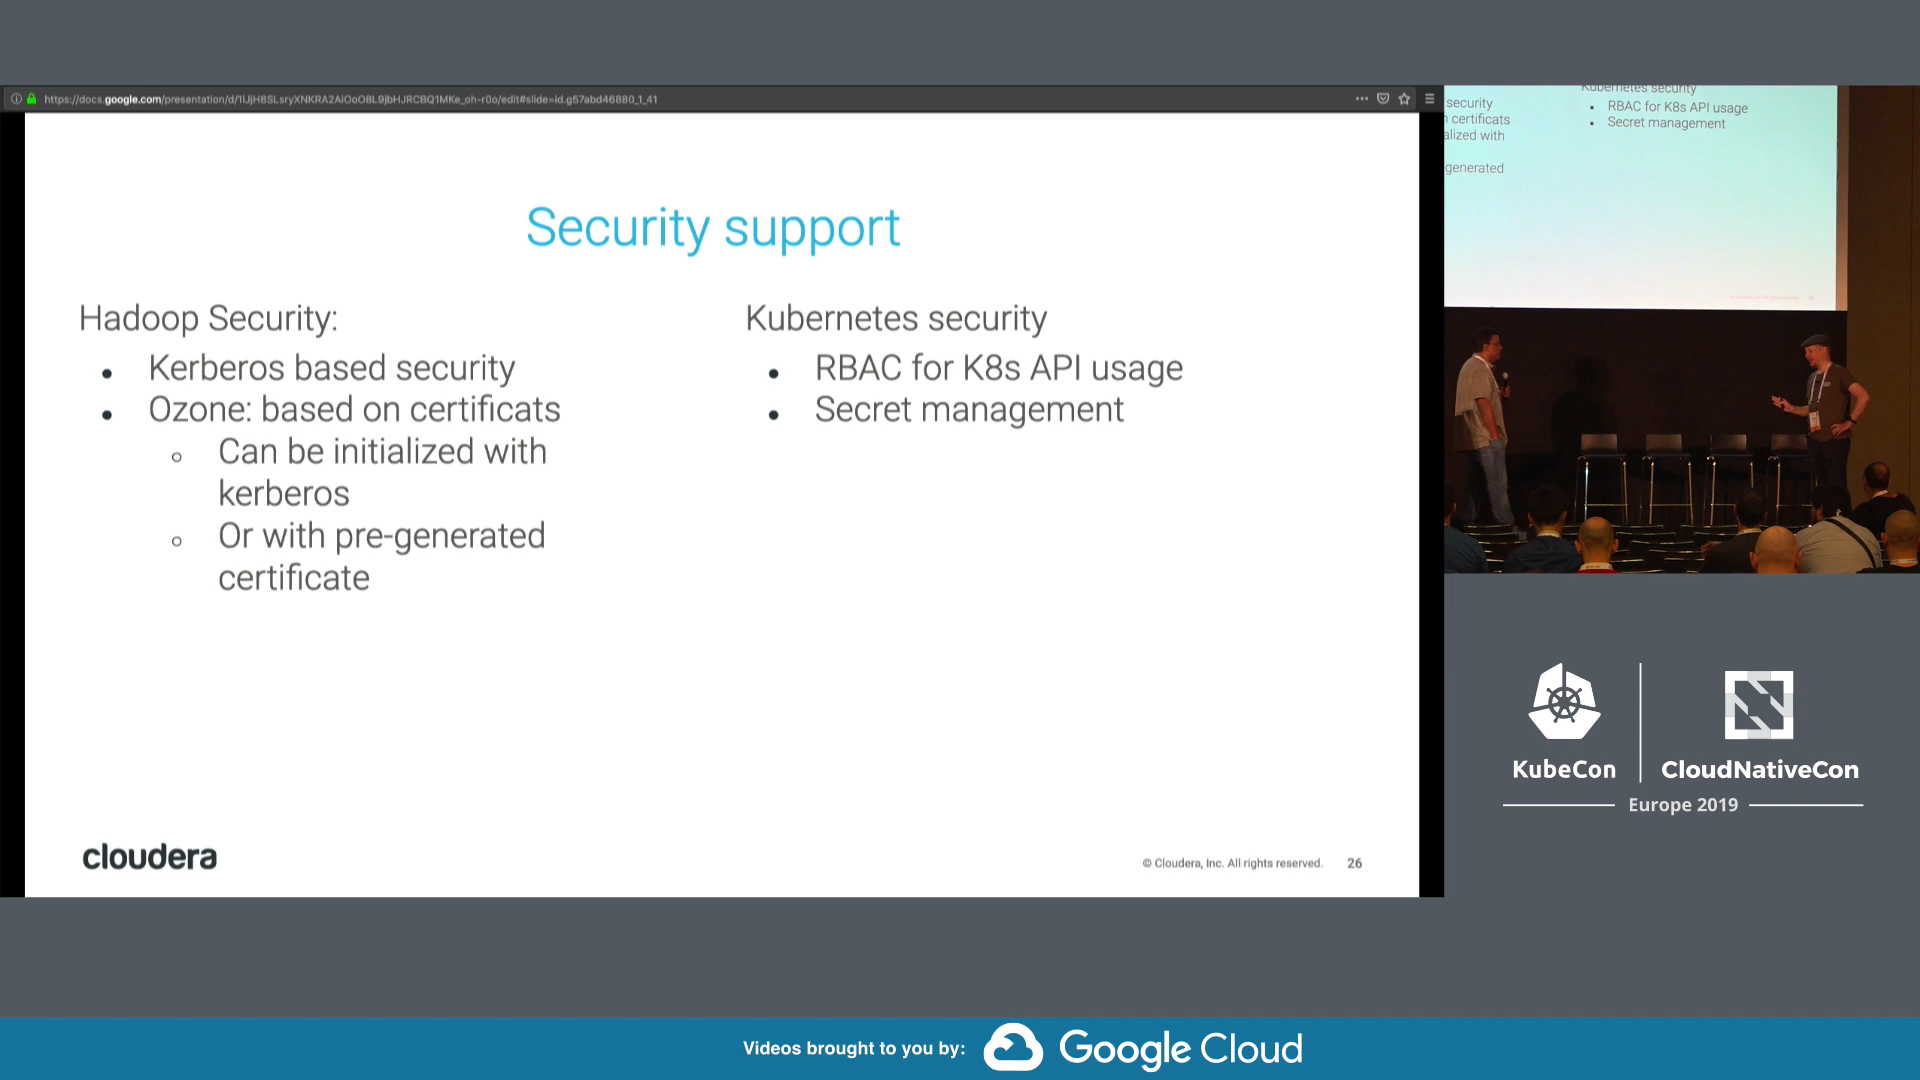 https://docs.google.com/presentation/d/1IJjH8SLsryXNKRA2AiOoO8L9jbHJRCBQ1MKe_oh-r0o/edit#slide=id.g57abd46880_1_41
Security support
Hadoop Security:
Kerberos based security
Ozone: based on certificats
Can be initialized with
kerberos
Or with pre-generated
certificate
Kubernetes security
RBAC for K8s API usage
Secret management
cloudera
© Cloudera, Inc. All rights reserved. 26
security
certificats
alized with
generated
Kubernetes security
RBAC for K8s API usage
Secret management
KubeCon
CloudNativeCon
Europe 2019
Videos brought to you by: Google Cloud